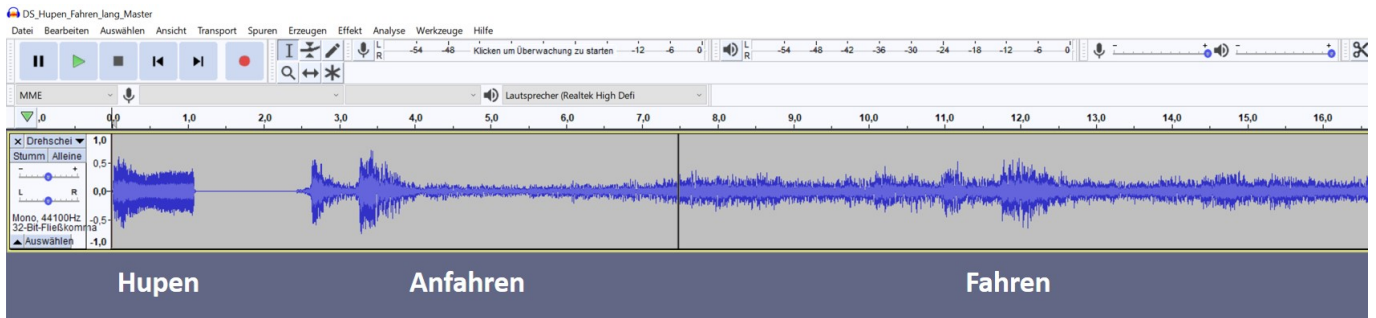 DS_Hupen_Fahren_lang_Master
Datei Bearbeiten Auswählen Ansicht Transport Spuren Erzeugen Effekt Analyse Werkzeuge Hilfe
L
R
-54 -48 Klicken um Überwachung zu starten -12 -6 0
L
R
-54 -48 -42 -36 -30 -24 -18 -12 -6 0
- +
- +
MME
Lautsprecher (Realtek High Defi
,0 0,0 1,0 2,0 3,0 4,0 5,0 6,0 7,0 8,0 9,0 10,0 11,0 12,0 13,0 14,0 15,0 16,0
x Drehschei
Stumm Alleine
- +
L R
Mono, 44100Hz
32-Bit-Fließkomma
Auswählen
1,0
0,5
0,0
-0,5
-1,0
Hupen Anfahren Fahren